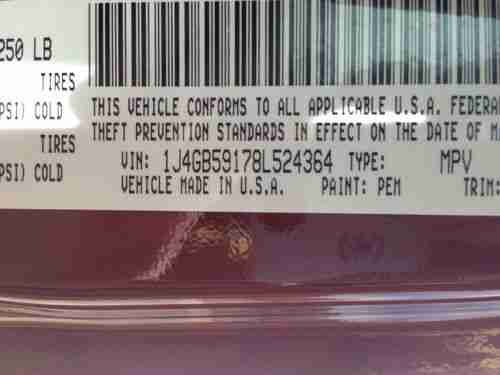 250 LB
TIRES
PSI) COLD
TIRES
PSI) COLD
THIS VEHICLE CONFORMS TO ALL APPLICABLE U.S.A. FEDERA
THEFT PREVENTION STANDARDS IN EFFECT ON THE DATE OF
VIN: 1J4GB59178L524364 TYPE: MPV
VEHICLE MADE IN U.S.A. PAINT: PEM TRIM: